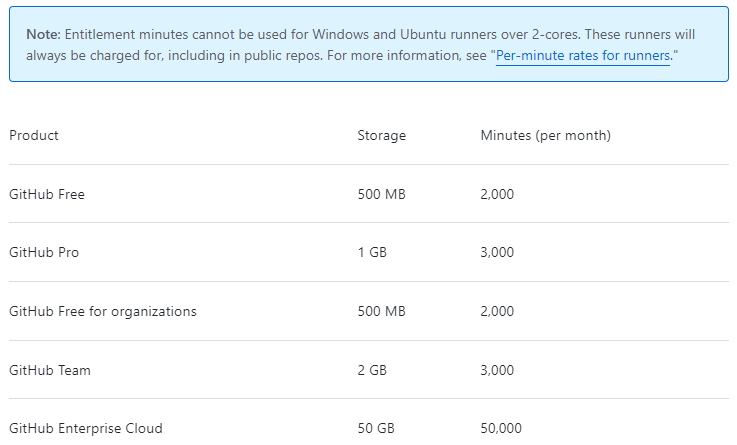 Note: Entitlement minutes cannot be used for Windows and Ubuntu runners over 2-cores. These runners will
always be charged for, including in public repos. For more information, see "Per-minute rates for runners."
Product Storage Minutes (per month)
GitHub Free 500 MB 2,000
GitHub Pro 1 GB 3,000
GitHub Free for organizations 500 MB 2,000
GitHub Team 2 GB 3,000
GitHub Enterprise Cloud 50 GB 50,000